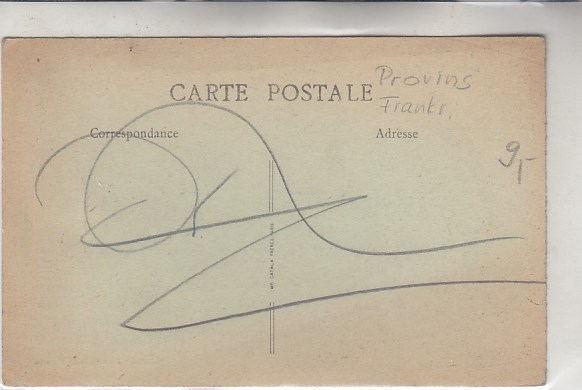 CARTE POSTALE
Provins
Frankr.
Correspondance
Adresse
9,-